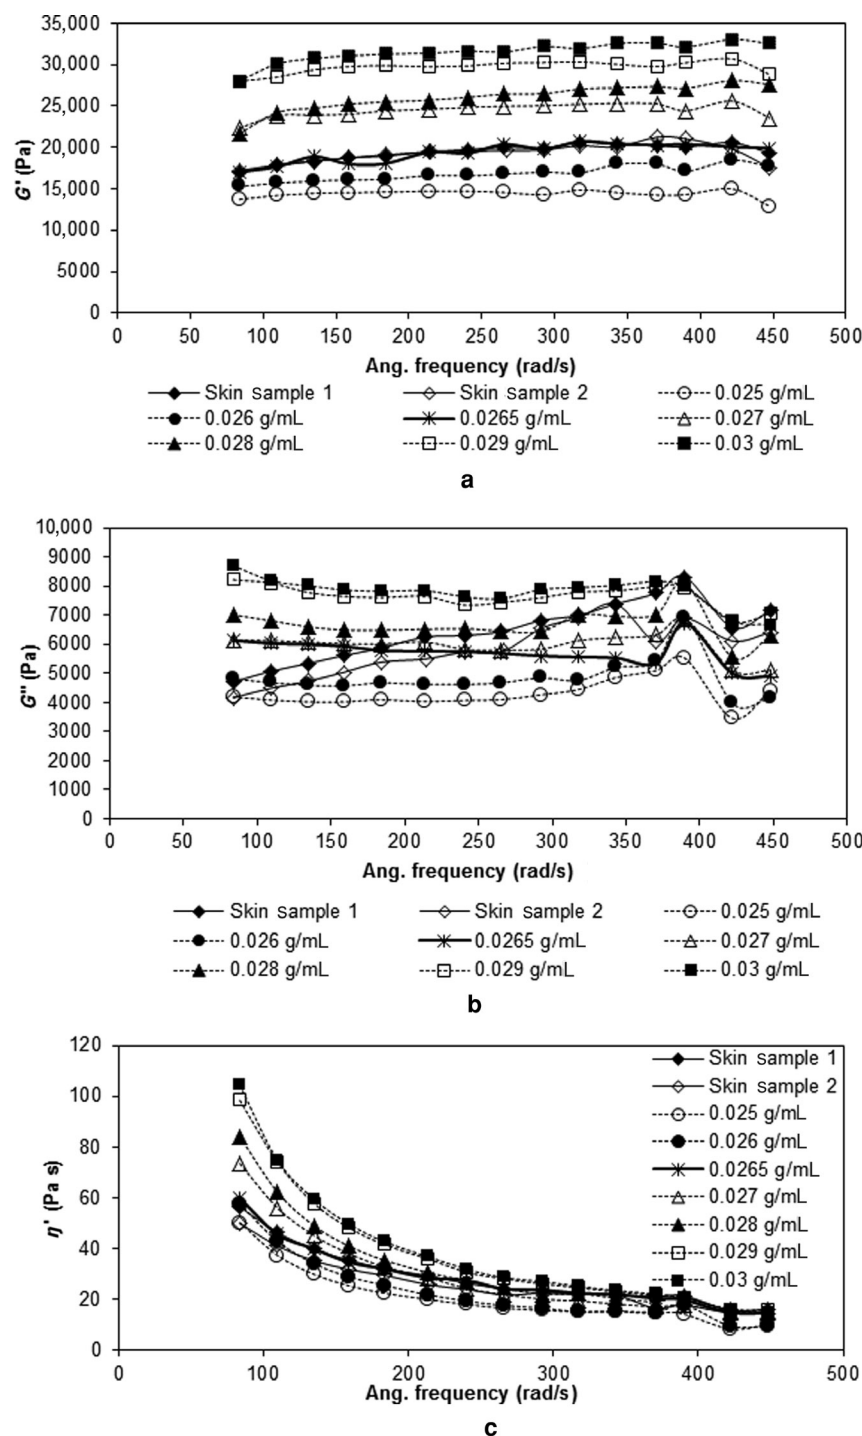 35,000
30,000
25,000
20,000
15,000
10,000
5000
0
G' (Pa)
0 50 100 150 200 250 300 350 400 450 500
Ang. frequency (rad/s)
Skin sample 1 Skin sample 2 0.025 g/mL
0.026 g/mL 0.0265 g/mL 0.027 g/mL
0.028 g/mL 0.029 g/mL 0.03 g/mL
a
10,000
9000
8000
7000
6000
5000
4000
3000
2000
1000
0
G" (Pa)
0 50 100 150 200 250 300 350 400 450 500
Ang. frequency (rad/s)
Skin sample 1 Skin sample 2 0.025 g/mL
0.026 g/mL 0.0265 g/mL 0.027 g/mL
0.028 g/mL 0.029 g/mL 0.03 g/mL
b
120
100
80
60
40
20
0
η' (Pa s)
0 100 200 300 400 500
Ang. frequency (rad/s)
Skin sample 1
Skin sample 2
0.025 g/mL
0.026 g/mL
0.0265 g/mL
0.027 g/mL
0.028 g/mL
0.029 g/mL
0.03 g/mL
c